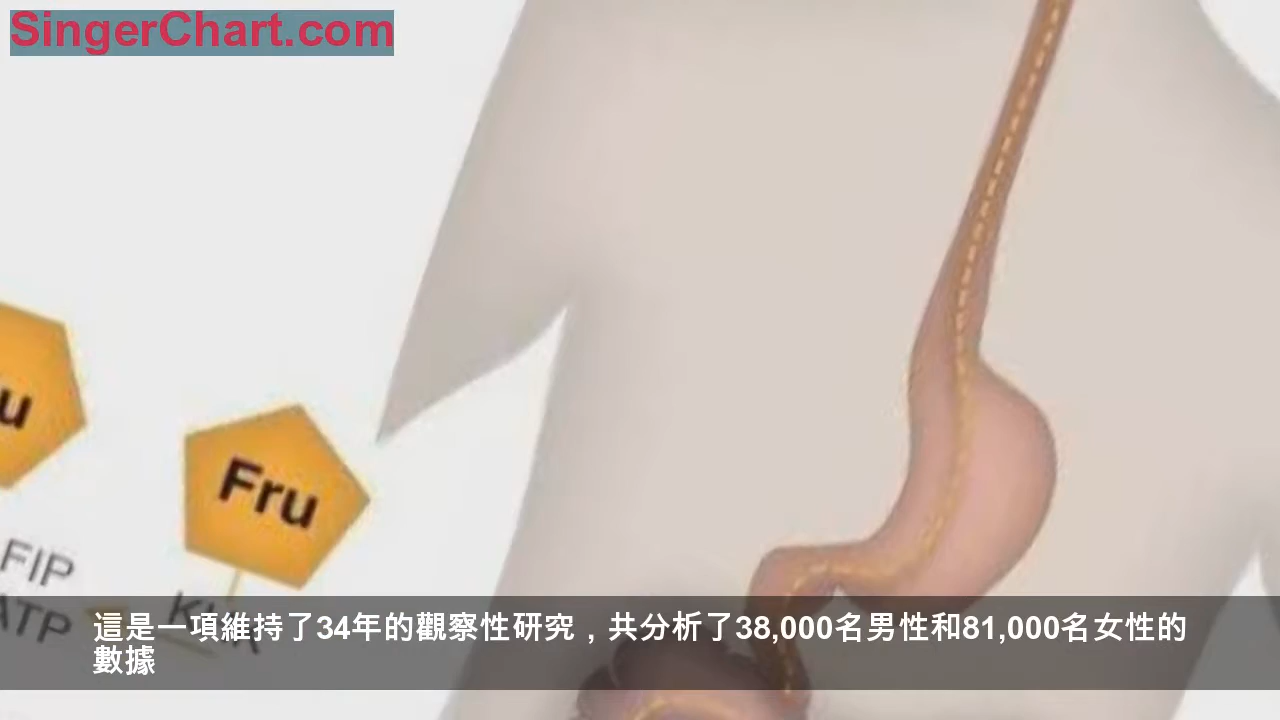 SingerChart.com
u
Fru
FIP
ATP
這是一項維持了34年的觀察性研究，共分析了38,000名男性和81,000名女性的
數據